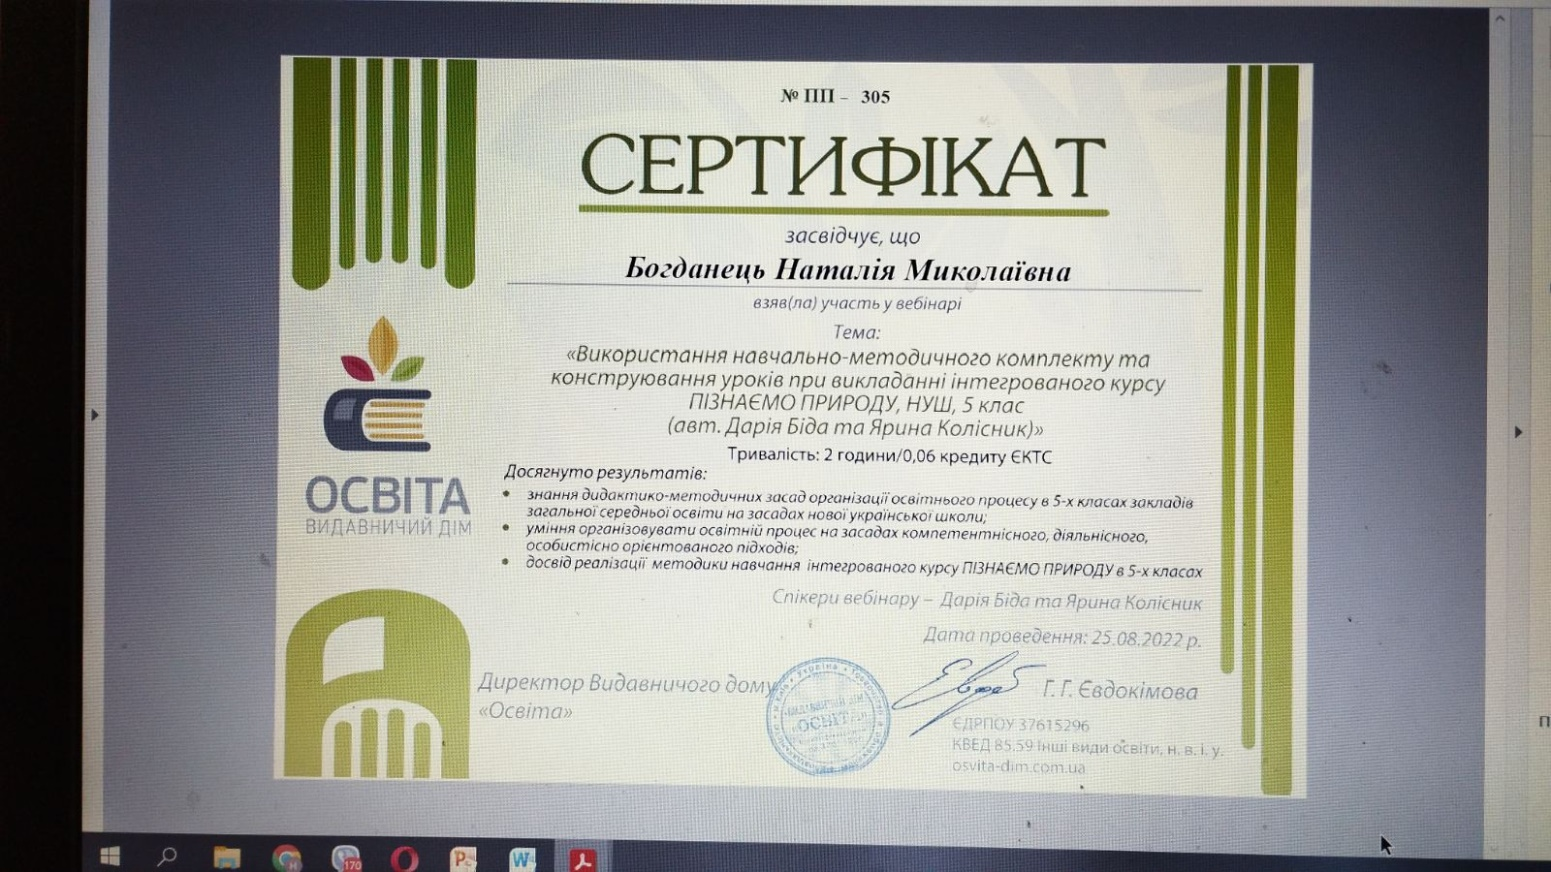 № ПП - 305
СЕРТИФІКАТ
засвідчує, що
Богданець Наталія Миколаївна
взяв(ла) участь у вебінарі
Тема:
«Використання навчально-методичного комплекту та
конструювання уроків при викладанні інтегрованого курсу
ПІЗНАЄМО ПРИРОДУ, НУШ, 5 клас
(авт. Дарія Біда та Ярина Колісник)»
Тривалість: 2 години/0,06 кредиту ЄКТС
Досягнуто результатів:
• знання дидактико-методичних засад організації освітнього процесу в 5-х класах закладів
загальної середньої освіти на засадах нової української школи;
• уміння організовувати освітній процес на засадах компетентнісного, діяльнісного,
особистісно орієнтованого підходів;
• досвід реалізації методики навчання інтегрованого курсу ПІЗНАЄМО ПРИРОДУ в 5-х класах
ОСВІТА
ВИДАВНИЧИЙ ДІМ
Спікери вебінару – Дарія Біда та Ярина Колісник
Дата проведення: 25.08.2022 р.
Директор Видавничого дому
«Освіта»
«ОСВІТА»
Г. Г. Євдокімова
ЄДРПОУ 37615296
КВЕД 85.59 Інші види освіти, н. в. і. у.
osvita-dim.com.ua
170